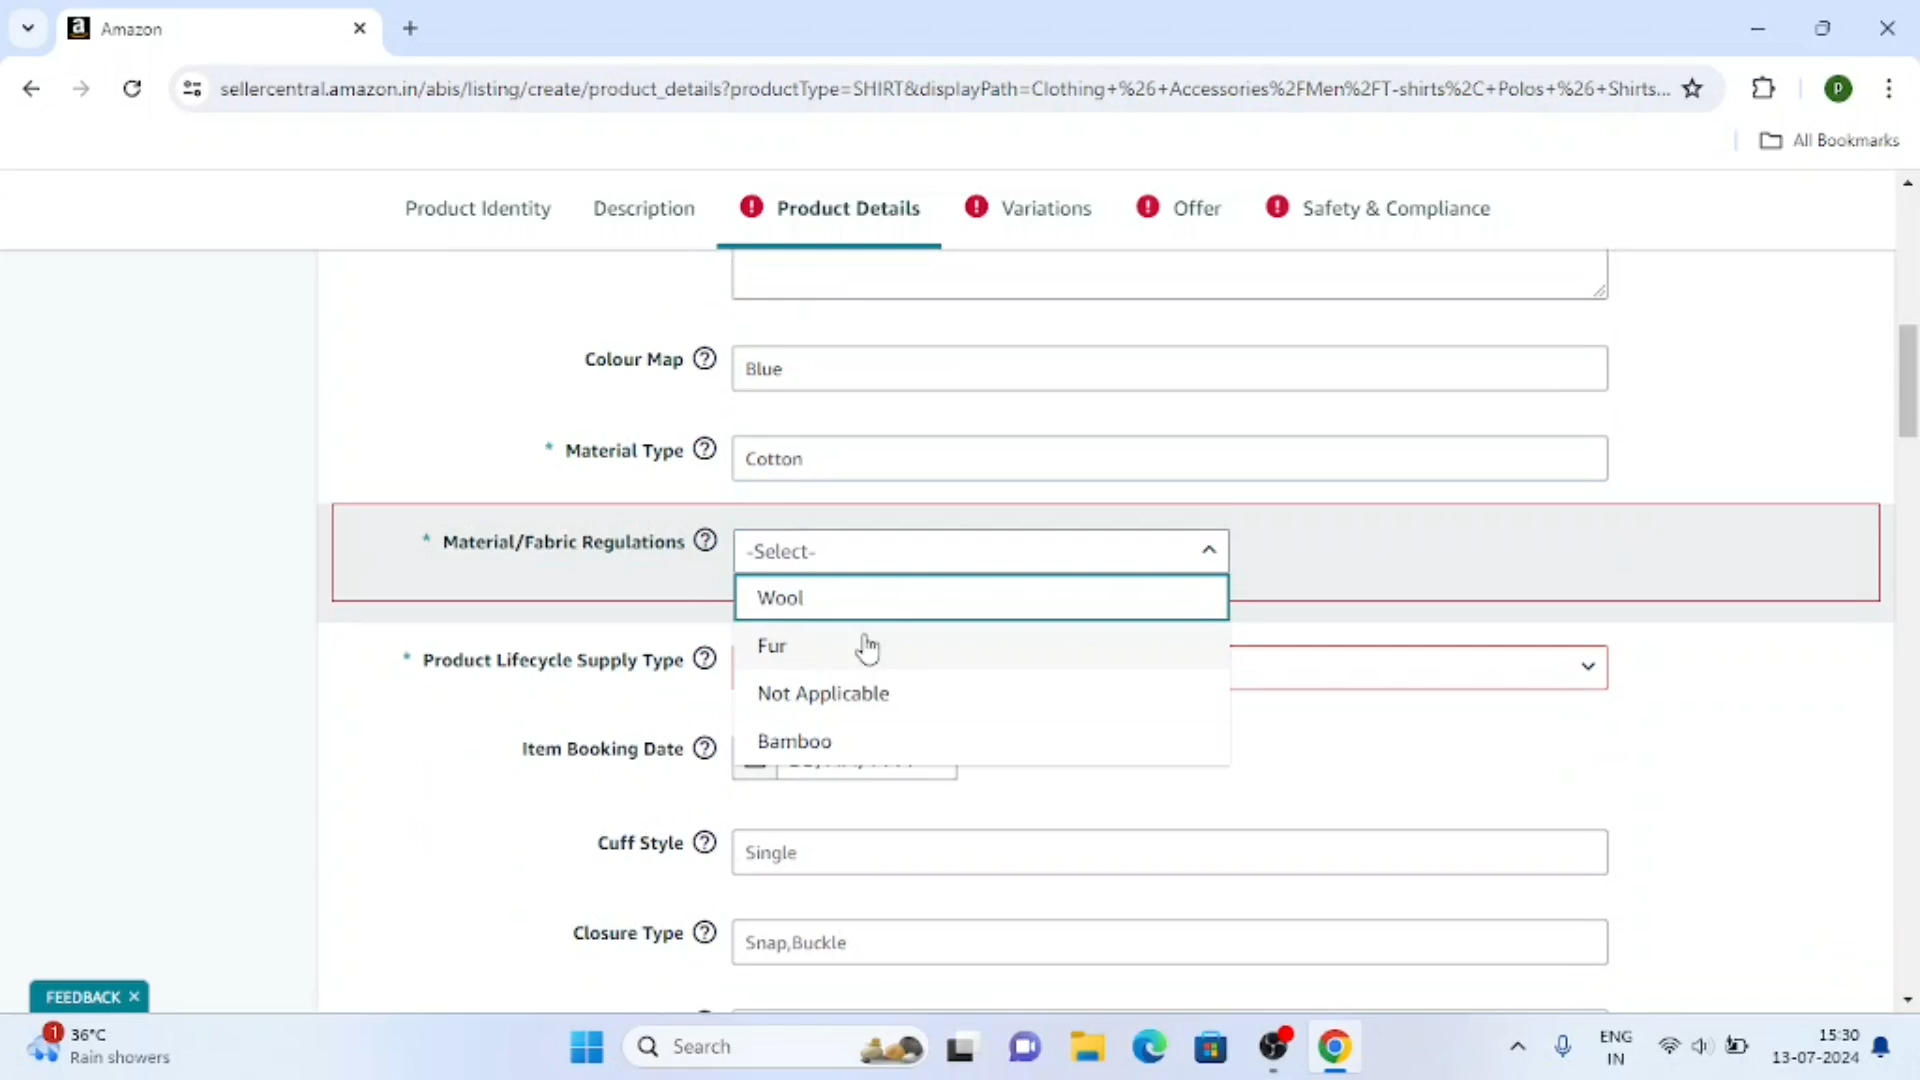 Amazon
sellercentral.amazon.in/abis/listing/create/product_details?productType=SHIRT&displayPath=Clothing+%26+Accessories%2FMen%2FT-shirts%2C+Polos+%26+Shirts...
P
All Bookmarks
Product Identity
Description
Product Details
Variations
Offer
Safety & Compliance
Colour Map
Blue
* Material Type
Cotton
* Material/Fabric Regulations
-Select-
Wool
Fur
Not Applicable
Bamboo
* Product Lifecycle Supply Type
Item Booking Date
Cuff Style
Single
Closure Type
Snap,Buckle
FEEDBACK ×
1
36°C
Rain showers
Search
ENG
IN
15:30
13-07-2024